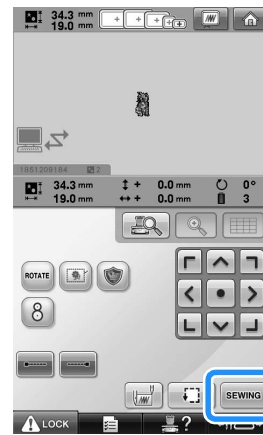 34.3 mm
19.0 mm
1851209184 2
34.3 mm + 0.0 mm 0°
19.0 mm + 0.0 mm 3
ROTATE
8
SEWING
LOCK
?